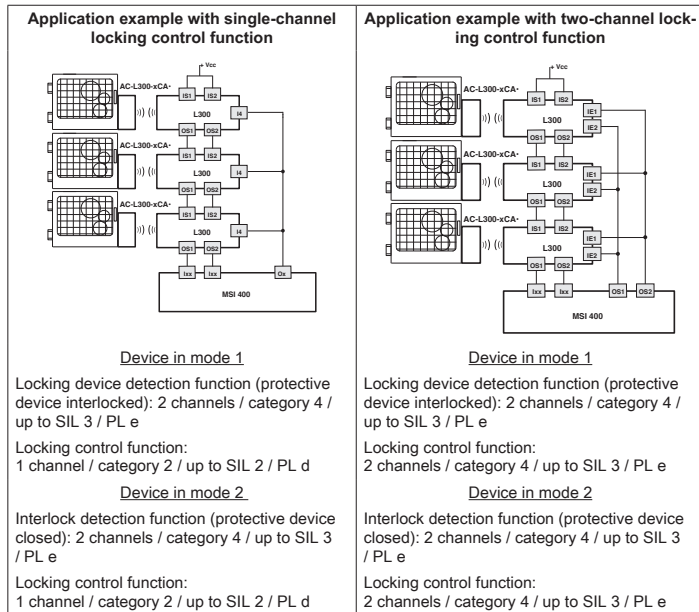 Application example with single-channel
locking control function
+ Vcc
AC-L300-xCA•
IS1 IS2
L300
I4
OS1 OS2
AC-L300-xCA•
IS1 IS2
L300
I4
OS1 OS2
AC-L300-xCA•
IS1 IS2
L300
I4
OS1 OS2
Ixx Ixx Ox
MSI 400
Device in mode 1
Locking device detection function (protective
device interlocked): 2 channels / category 4 /
up to SIL 3 / PL e
Locking control function:
1 channel / category 2 / up to SIL 2 / PL d
Device in mode 2
Interlock detection function (protective device
closed): 2 channels / category 4 / up to SIL 3
/ PL e
Locking control function:
1 channel / category 2 / up to SIL 2 / PL d
Application example with two-channel lock-
ing control function
+ Vcc
AC-L300-xCA•
IS1 IS2
IE1
L300
IE2
OS1 OS2
AC-L300-xCA•
IS1 IS2
IE1
L300
IE2
OS1 OS2
AC-L300-xCA•
IS1 IS2
IE1
L300
IE2
OS1 OS2
Ixx Ixx OS1 OS2
MSI 400
Device in mode 1
Locking device detection function (protective
device interlocked): 2 channels / category 4 /
up to SIL 3 / PL e
Locking control function:
2 channels / category 4 / up to SIL 3 / PL e
Device in mode 2
Interlock detection function (protective device
closed): 2 channels / category 4 / up to SIL 3
/ PL e
Locking control function:
2 channels / category 4 / up to SIL 3 / PL e